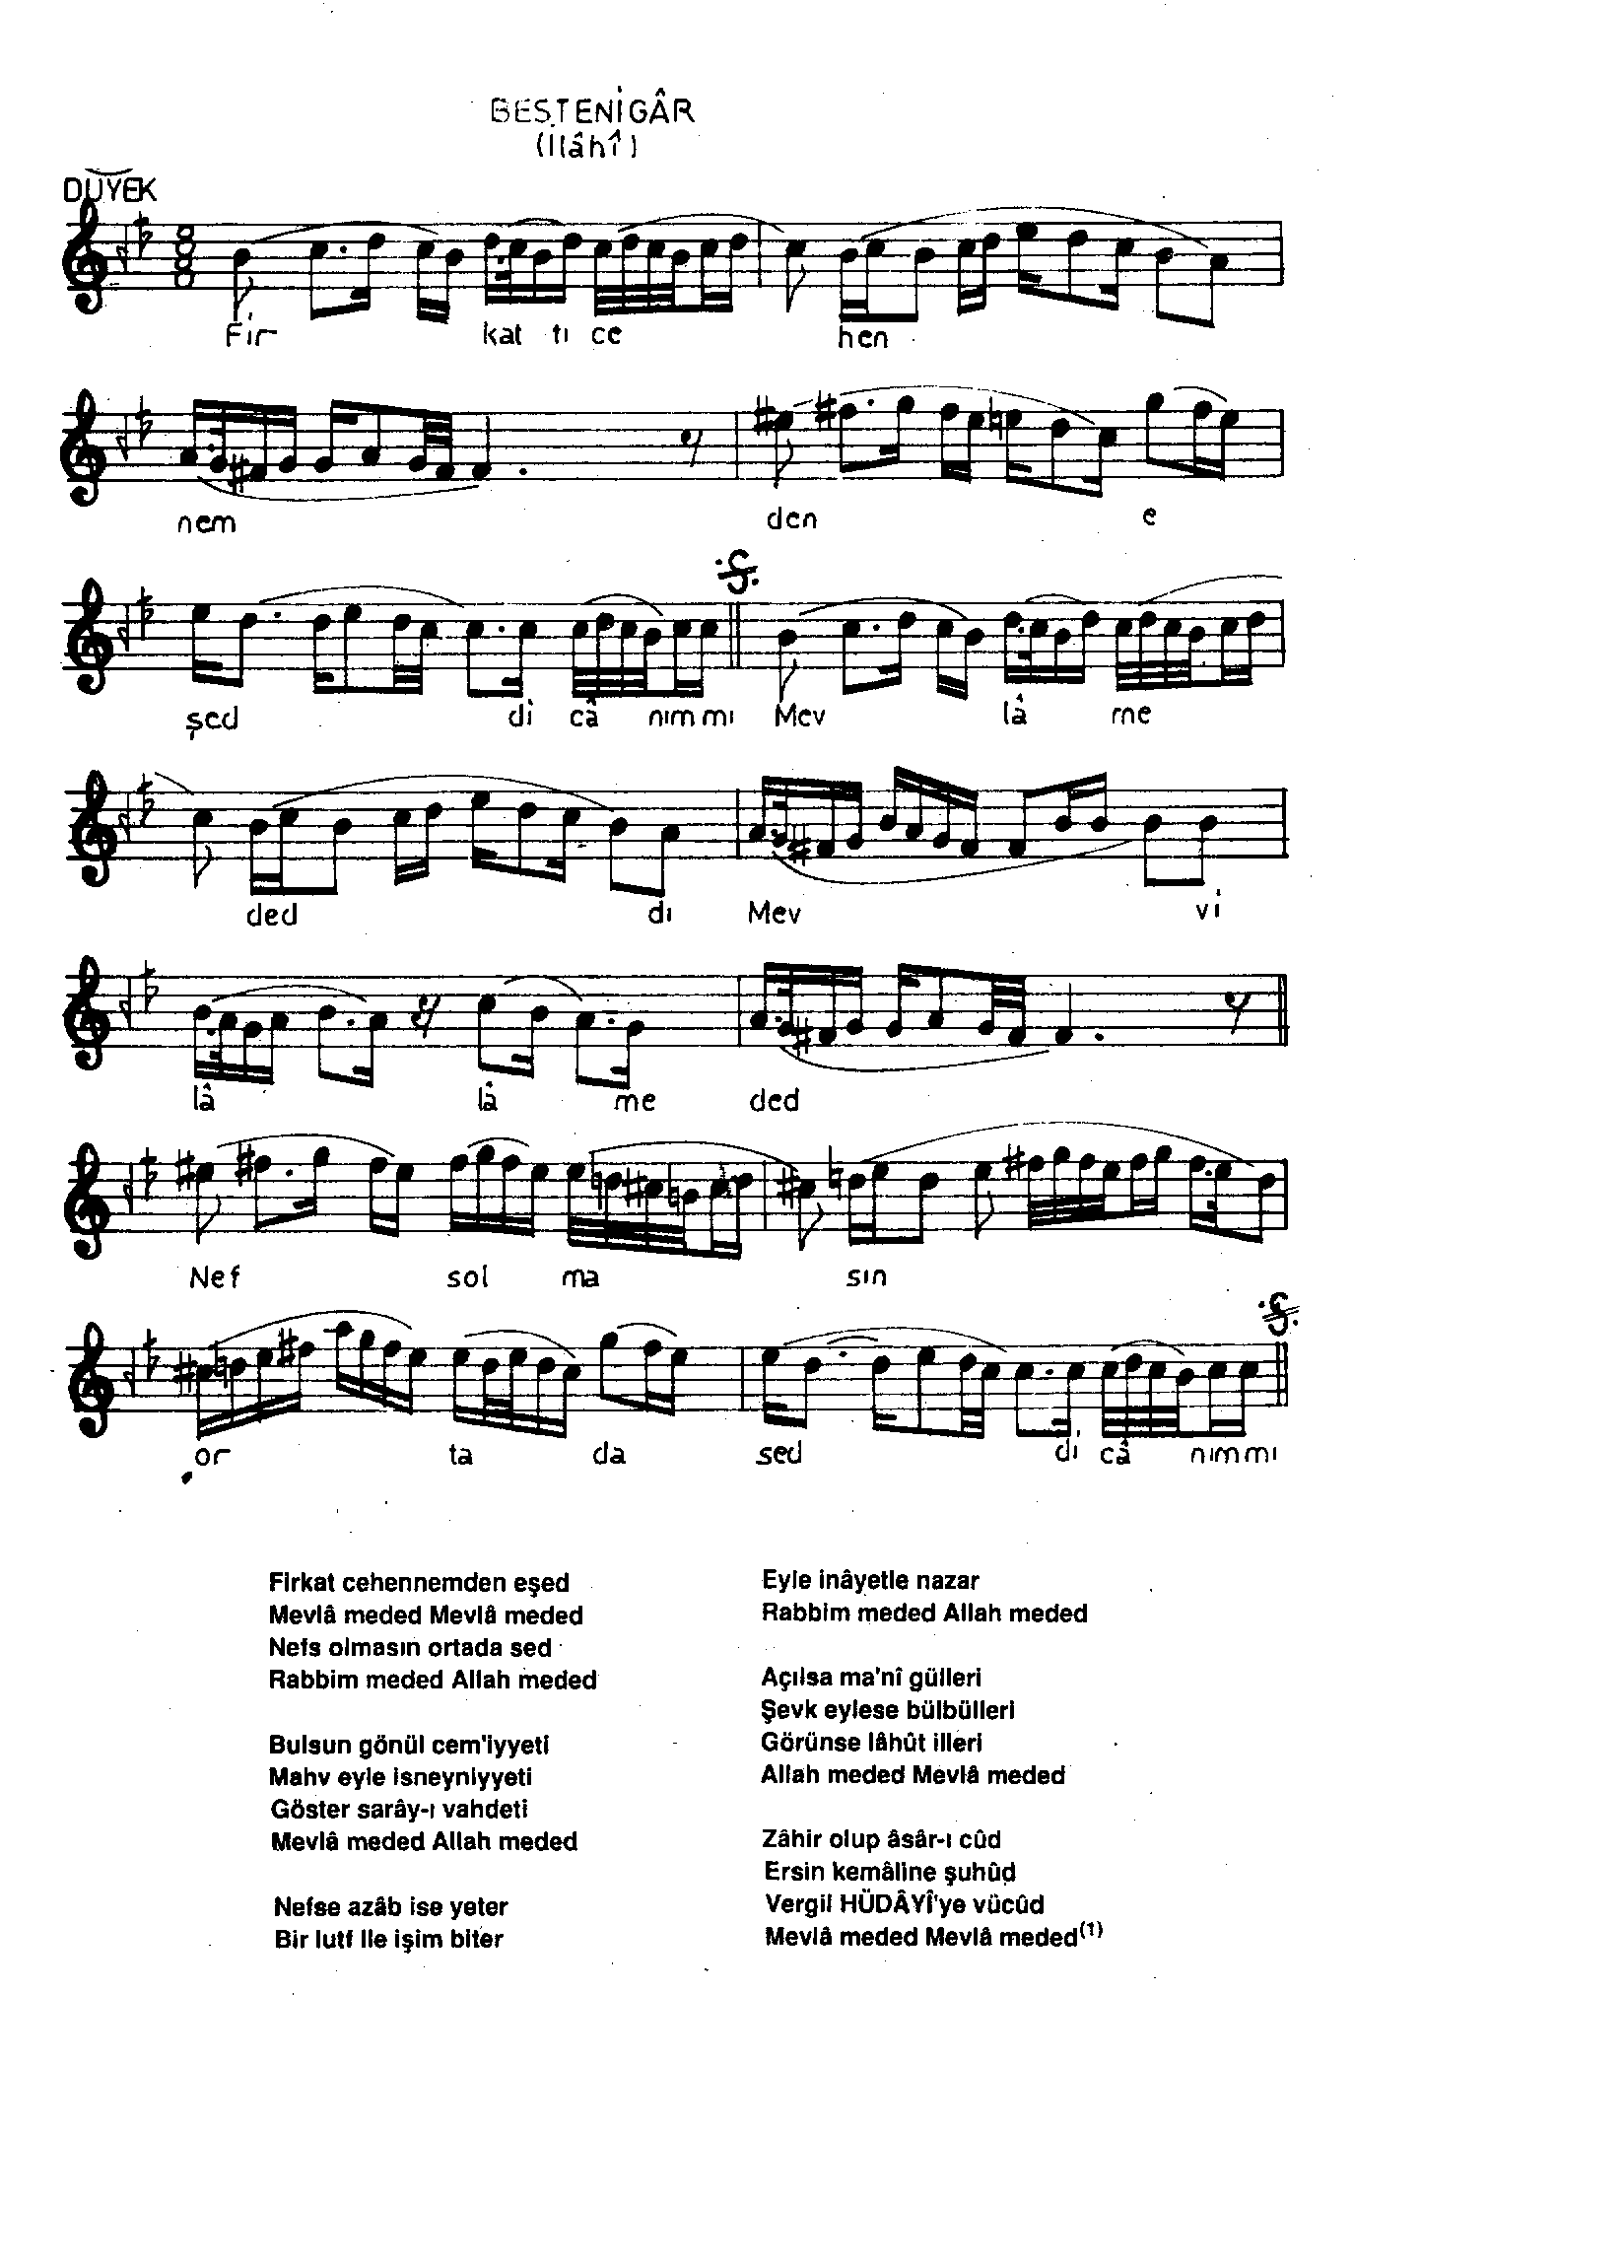 BESTENİGÂR
(İlâhî)
DÜYEK
Fir kat tı ce hen
nem den e
şed di câ nım mı Mev lâ me
ded di Mev vi
lâ lâ me ded
Nef sol ma sın
or ta da sed di câ nım mı
Firkat cehennemden eşed
Mevlâ meded Mevlâ meded
Nefs olmasın ortada sed
Rabbim meded Allah meded
Bulsun gönül cem'iyyeti
Mahv eyle isneyniyyeti
Göster sarây-ı vahdeti
Mevlâ meded Allah meded
Nefse azâb ise yeter
Bir lutf ile işim biter
Eyle inâyetle nazar
Rabbim meded Allah meded
Açılsa ma'nî gülleri
Şevk eylese bülbülleri
Görünse lâhût illeri
Allah meded Mevlâ meded
Zâhir olup âsâr-ı cûd
Ersin kemâline şuhûd
Vergil HÜDÂYÎ'ye vücûd
Mevlâ meded Mevlâ meded(1)